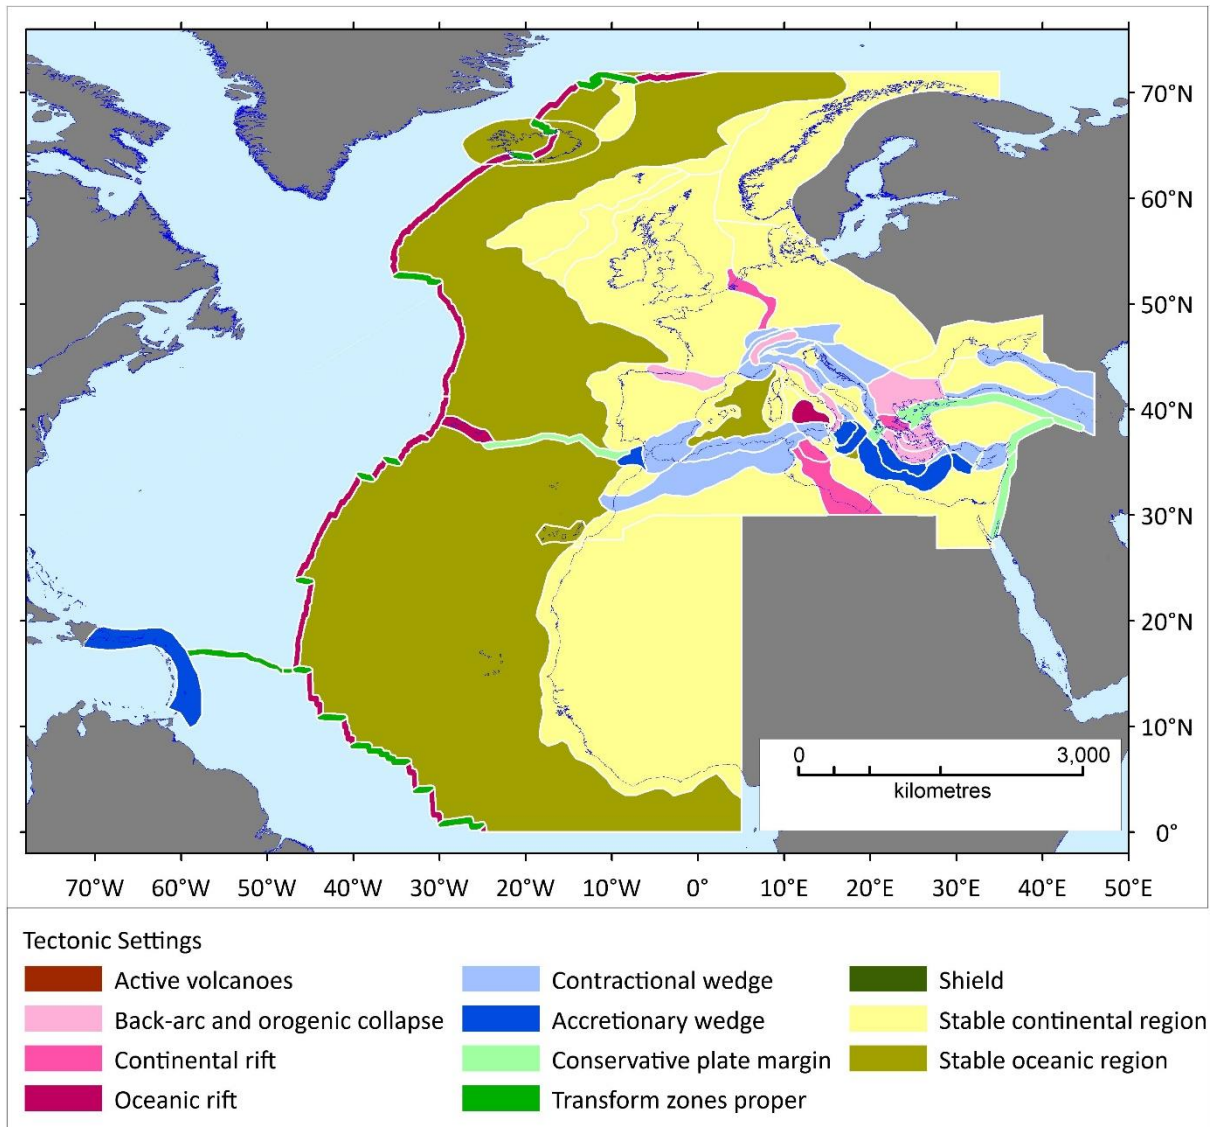 70°N
60°N
50°N
40°N
30°N
20°N
10°N
0°
0 3,000
kilometres
70°W 60°W 50°W 40°W 30°W 20°W 10°W 0° 10°E 20°E 30°E 40°E 50°E
Tectonic Settings
Active volcanoes
Back-arc and orogenic collapse
Continental rift
Oceanic rift
Contractional wedge
Accretionary wedge
Conservative plate margin
Transform zones proper
Shield
Stable continental region
Stable oceanic region